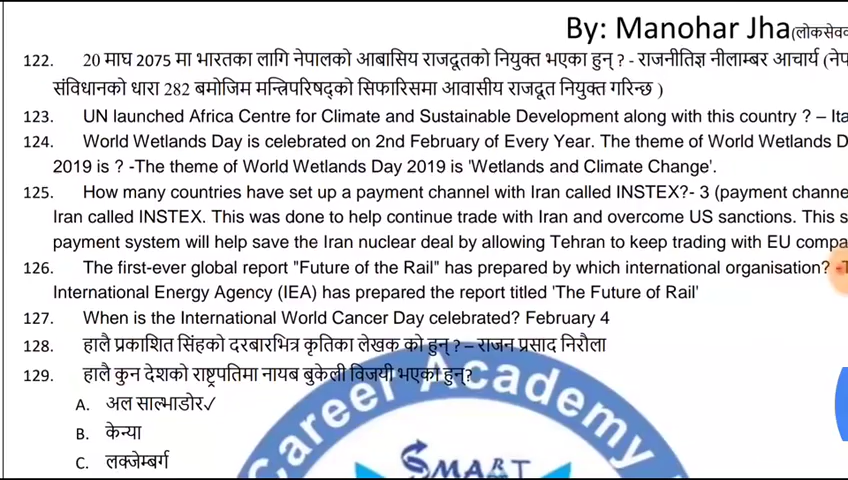 By: Manohar Jha(लोकसेवा
122. 20 माघ 2075 मा भारतका लागि नेपालको आबासिय राजदूतको नियुक्त भएका हुन् ? - राजनीतिज्ञ नीलाम्बर आचार्य (नेप
संविधानको धारा 282 बमोजिम मन्त्रिपरिषद्को सिफारिसमा आवासीय राजदूत नियुक्त गरिन्छ )
123. UN launched Africa Centre for Climate and Sustainable Development along with this country ? – Ita
124. World Wetlands Day is celebrated on 2nd February of Every Year. The theme of World Wetlands D
2019 is ? -The theme of World Wetlands Day 2019 is 'Wetlands and Climate Change'.
125. How many countries have set up a payment channel with Iran called INSTEX?- 3 (payment channe
Iran called INSTEX. This was done to help continue trade with Iran and overcome US sanctions. This s
payment system will help save the Iran nuclear deal by allowing Tehran to keep trading with EU compa
126. The first-ever global report "Future of the Rail" has prepared by which international organisation? -T
International Energy Agency (IEA) has prepared the report titled 'The Future of Rail'
127. When is the International World Cancer Day celebrated? February 4
128. हालै प्रकाशित सिंहको दरबारभित्र कृतिका लेखक को हुन् ? – राजन प्रसाद निरौला
129. हालै कुन देशको राष्ट्रपतिमा नायब बुकेली विजयी भएका हुन्?
A. अल साल्भाडोर✓
B. केन्या
C. लक्जेम्बर्ग
Career Academy
SMART